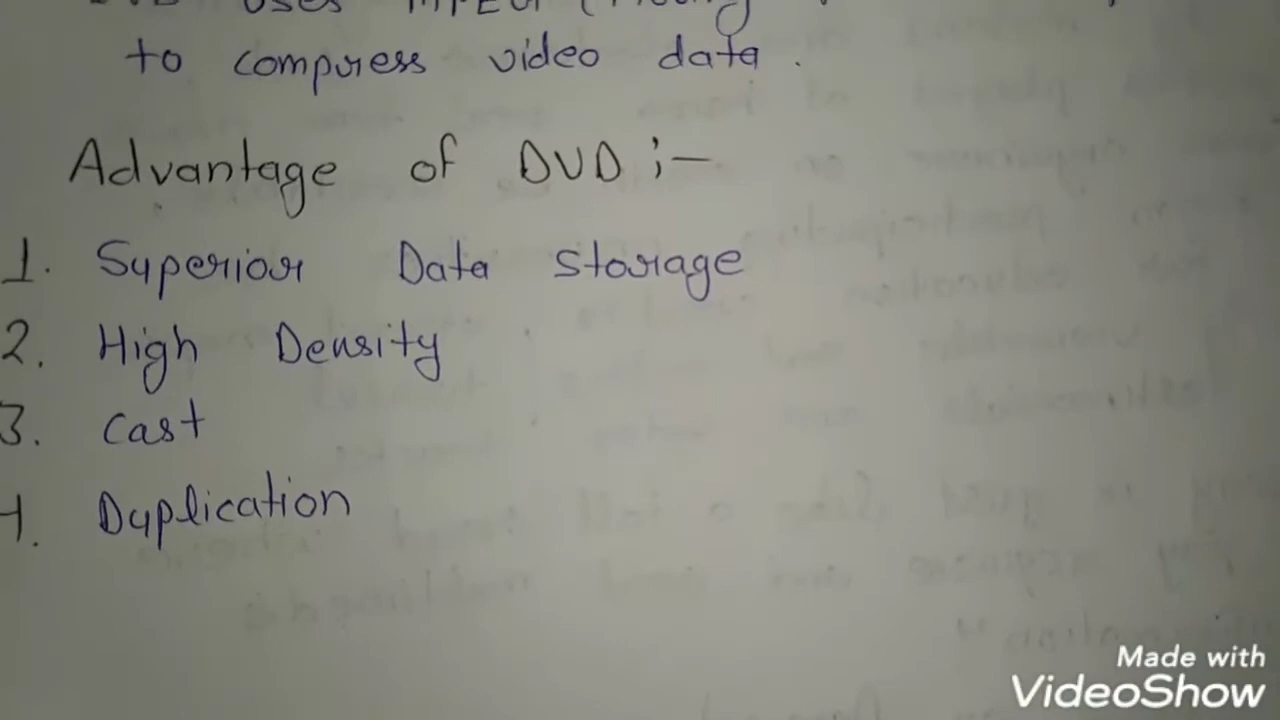 uses
to compress video data .
Advantage of DVD ;-
1. Superior Data storage
2. High Density
3. Cast
4. Duplication
Made with
VideoShow